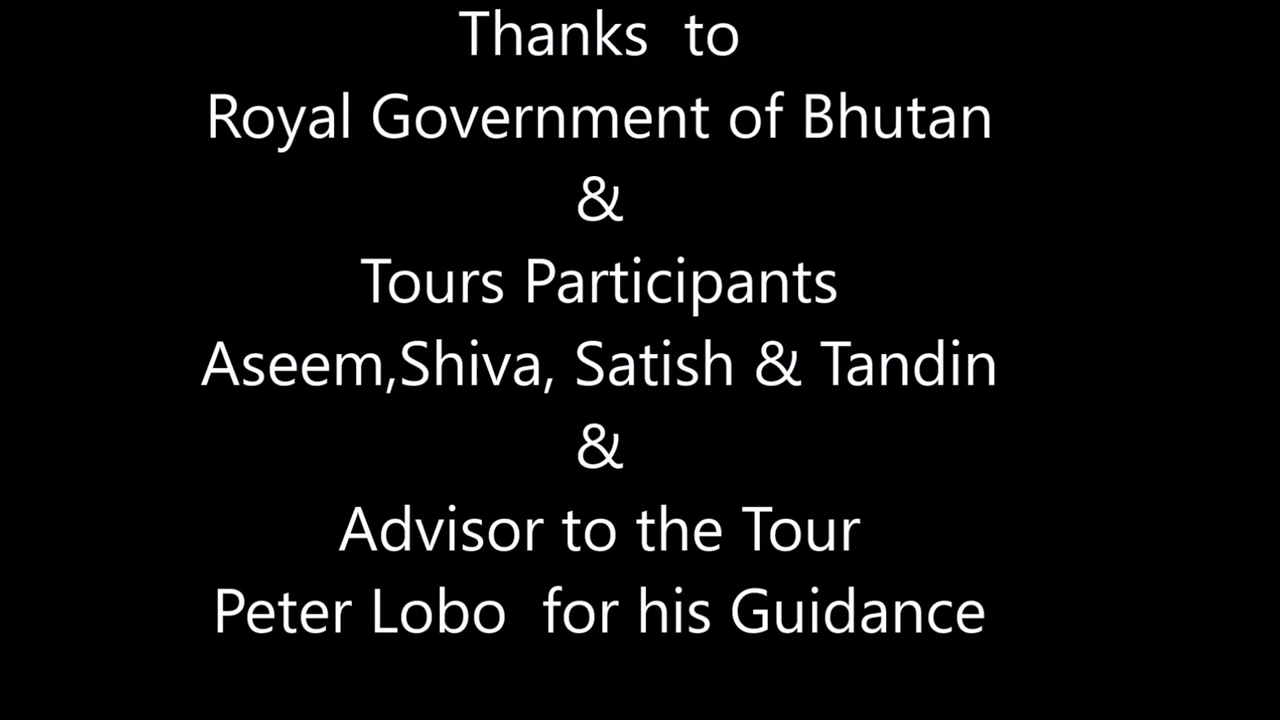 Thanks  to
Royal Government of Bhutan
&
Tours Participants
Aseem,Shiva, Satish & Tandin
&
Advisor to the Tour
Peter Lobo  for his Guidance